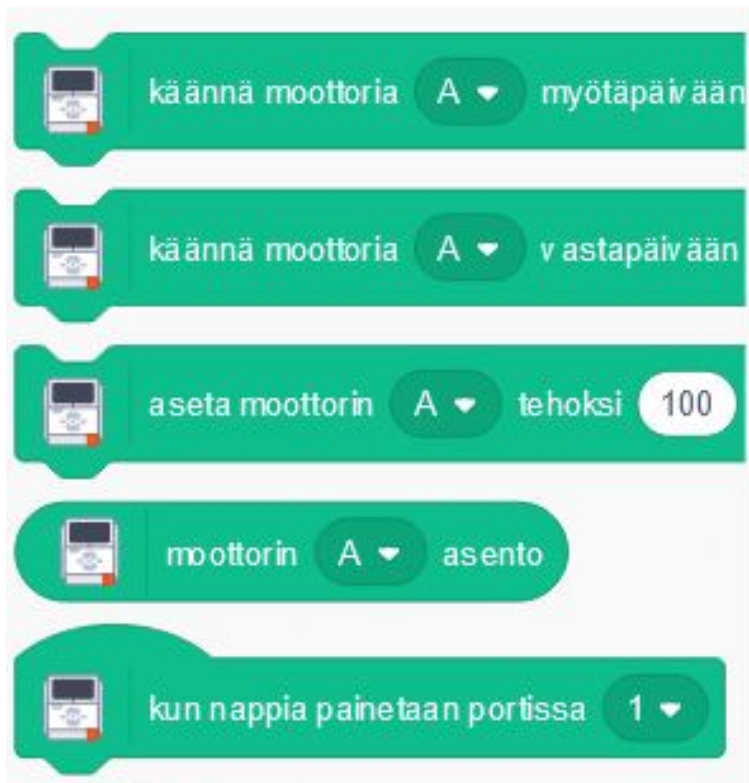 käännä moottoria A myötäpäivään
käännä moottoria A vastapäivään
aseta moottorin A tehoksi 100
moottorin A asento
kun nappia painetaan portissa 1